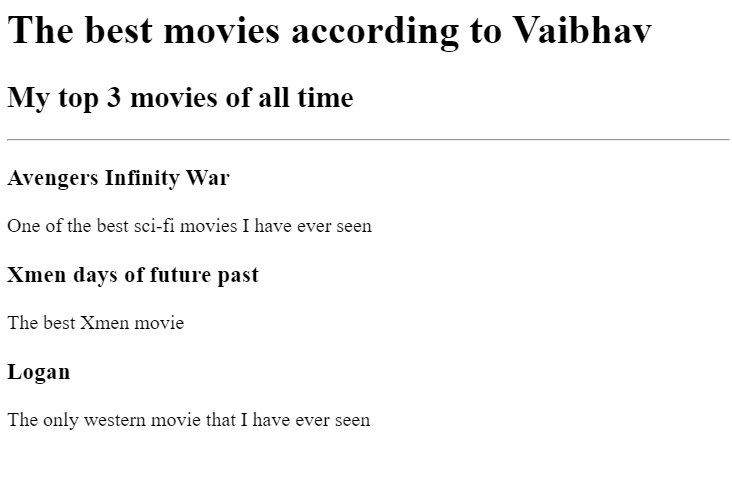 The best movies according to Vaibhav
My top 3 movies of all time
Avengers Infinity War
One of the best sci-fi movies I have ever seen
Xmen days of future past
The best Xmen movie
Logan
The only western movie that I have ever seen